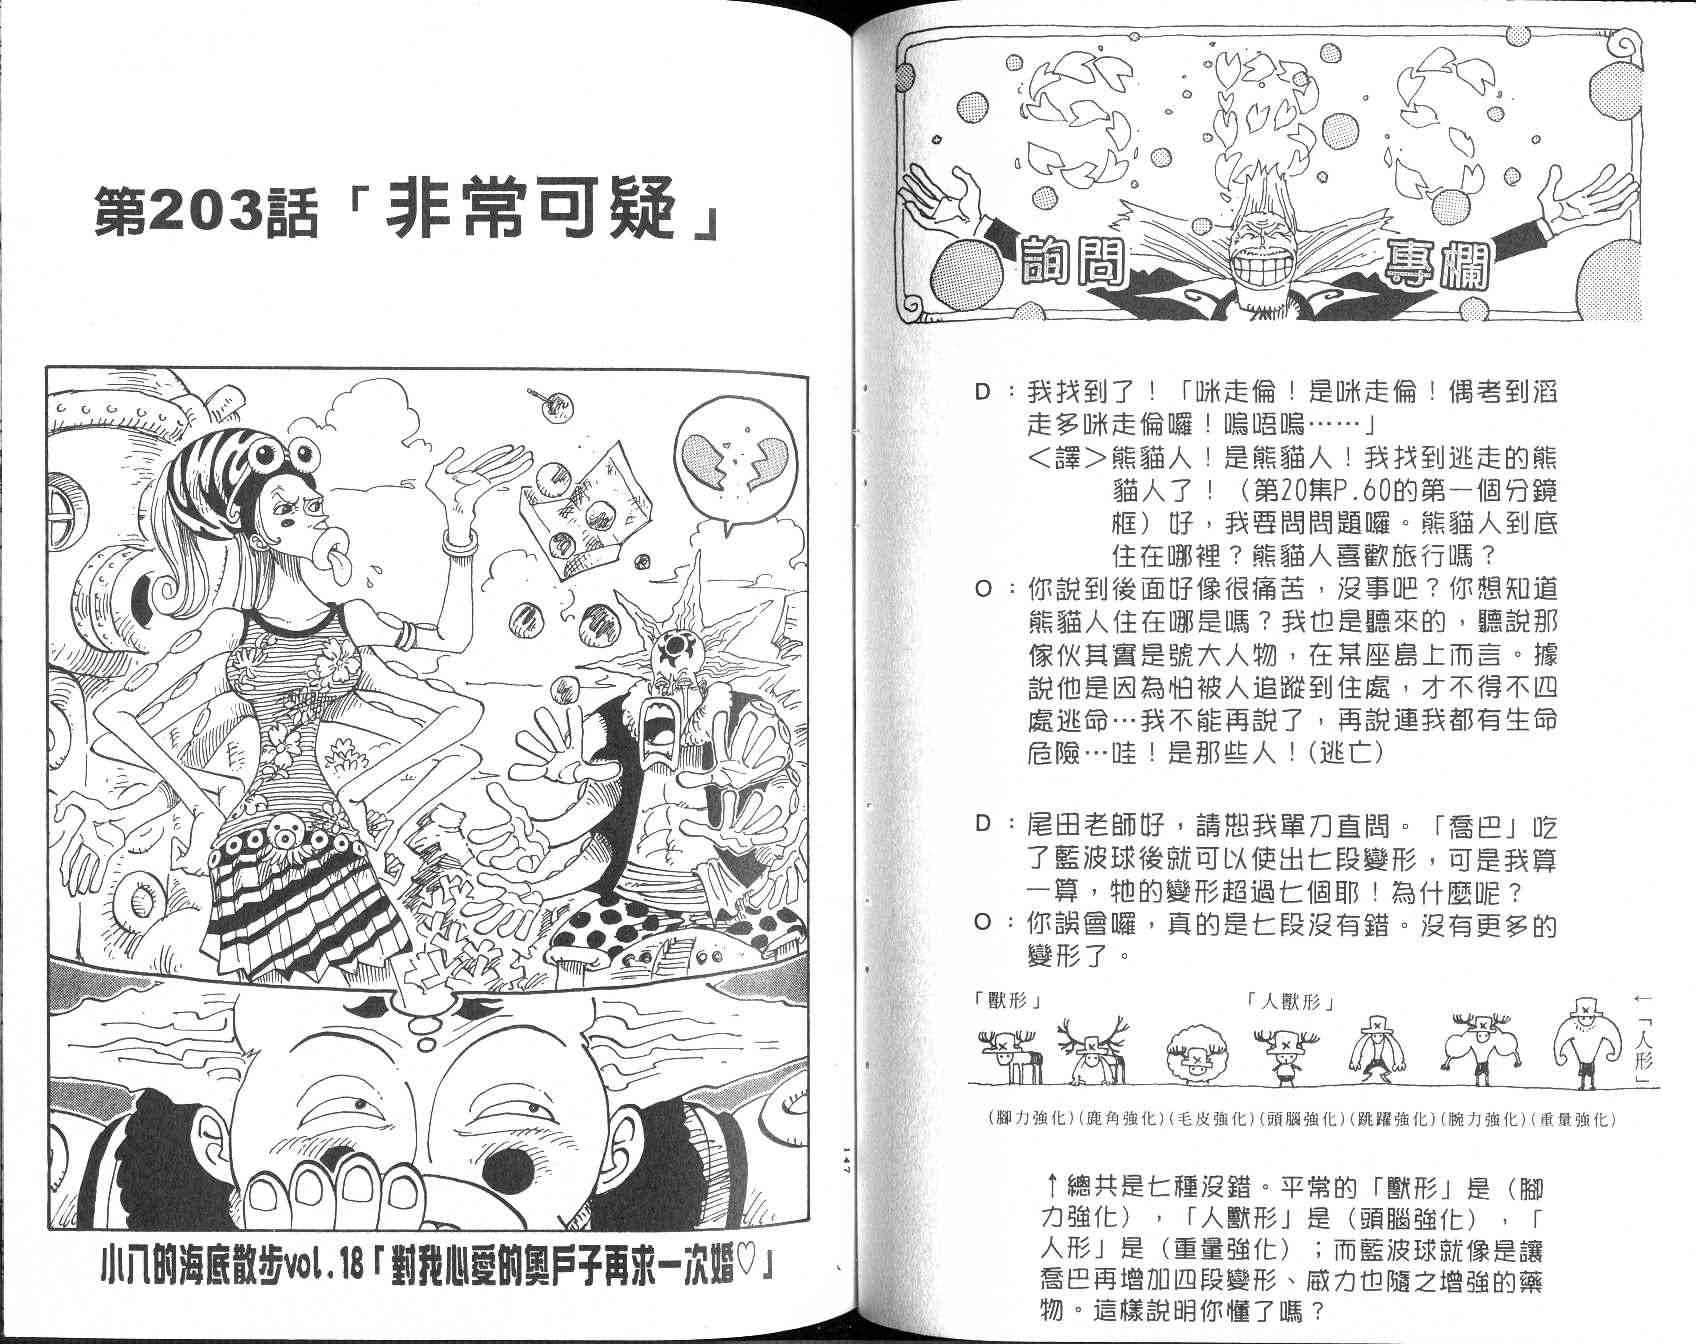 詢問
專欄
D：我找到了！「咪走倫！是咪走倫！偶考到滔
走多咪走倫囉！嗚唔嗚……」
＜譯＞熊貓人！是熊貓人！我找到逃走的熊
貓人了！（第20集P.60的第一個分鏡
框）好，我要問問題囉。熊貓人到底
住在哪裡？熊貓人喜歡旅行嗎？
O：你說到後面好像很痛苦，沒事吧？你想知道
熊貓人住在哪是嗎？我也是聽來的，聽說那
傢伙其實是號大人物，在某座島上而言。據
說他是因為怕被人追蹤到住處，才不得不四
處逃命…我不能再說了，再說連我都有生命
危險…哇！是那些人！(逃亡)
D：尾田老師好，請恕我單刀直問。「喬巴」吃
了藍波球後就可以使出七段變形，可是我算
一算，牠的變形超過七個耶！為什麼呢？
O：你誤會囉，真的是七段沒有錯。沒有更多的
變形了。
「獸形」
「人獸形」
←「人形」
(腳力強化)(鹿角強化)(毛皮強化)(頭腦強化)(跳躍強化)(腕力強化)(重量強化)
↑總共是七種沒錯。平常的「獸形」是（腳
力強化），「人獸形」是（頭腦強化），「
人形」是（重量強化）；而藍波球就像是讓
喬巴再增加四段變形、威力也隨之增強的藥
物。這樣說明你懂了嗎？
第203話「非常可疑」
147
小八的海底散步vol.18「對我心愛的奧戶子再求一次婚♡」